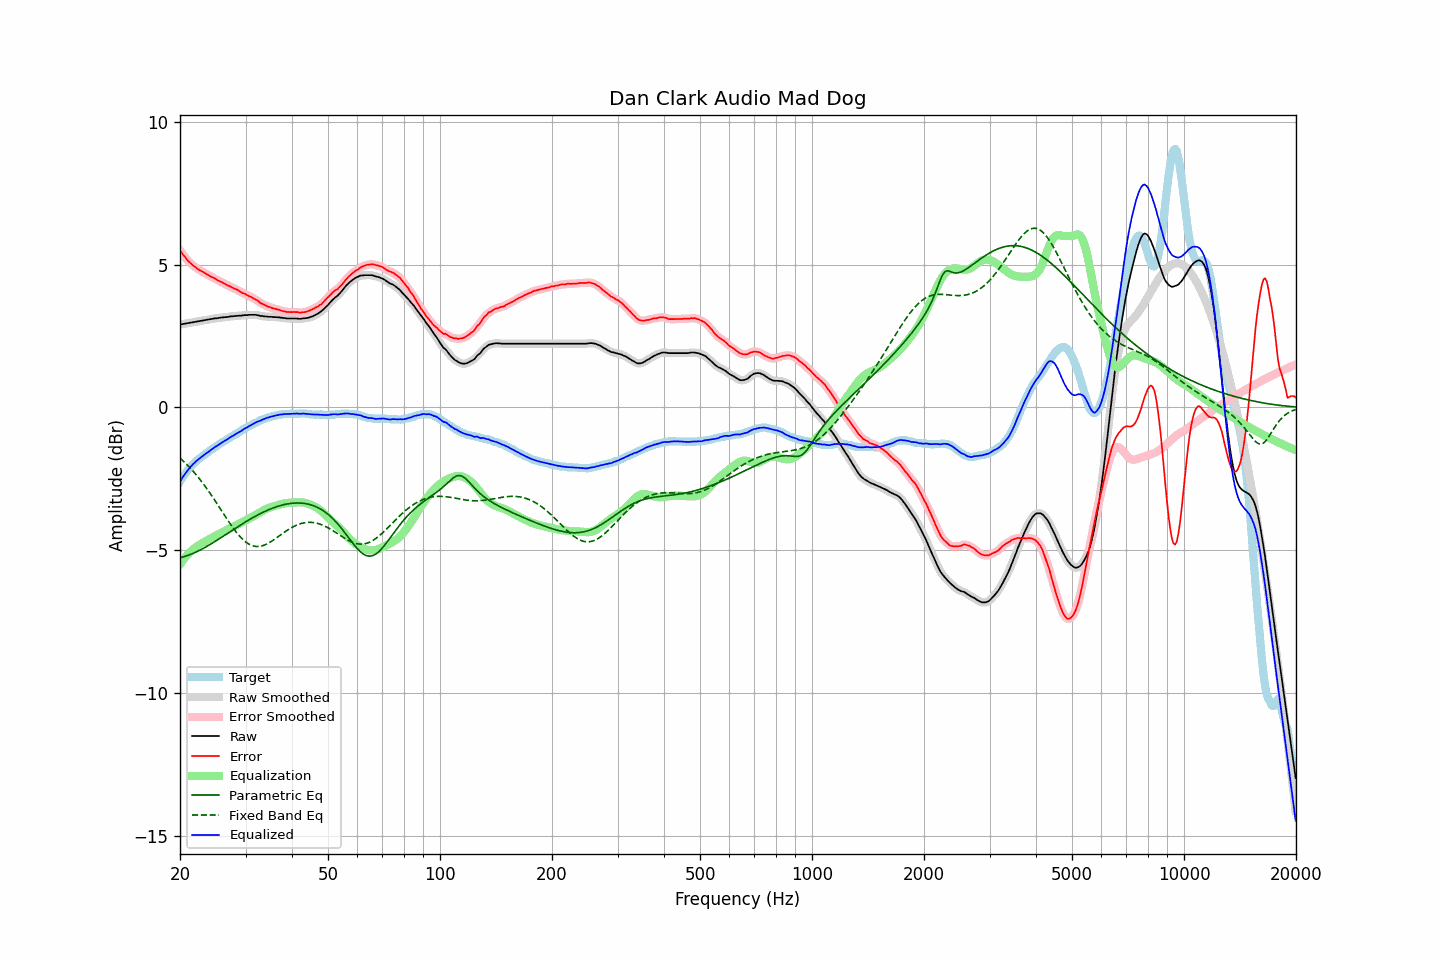 Dan Clark Audio Mad Dog
Amplitude (dBr)
10
5
0
−5
−10
−15
Target
Raw Smoothed
Error Smoothed
Raw
Error
Equalization
Parametric Eq
Fixed Band Eq
Equalized
20 50 100 200 500 1000 2000 5000 10000 20000
Frequency (Hz)